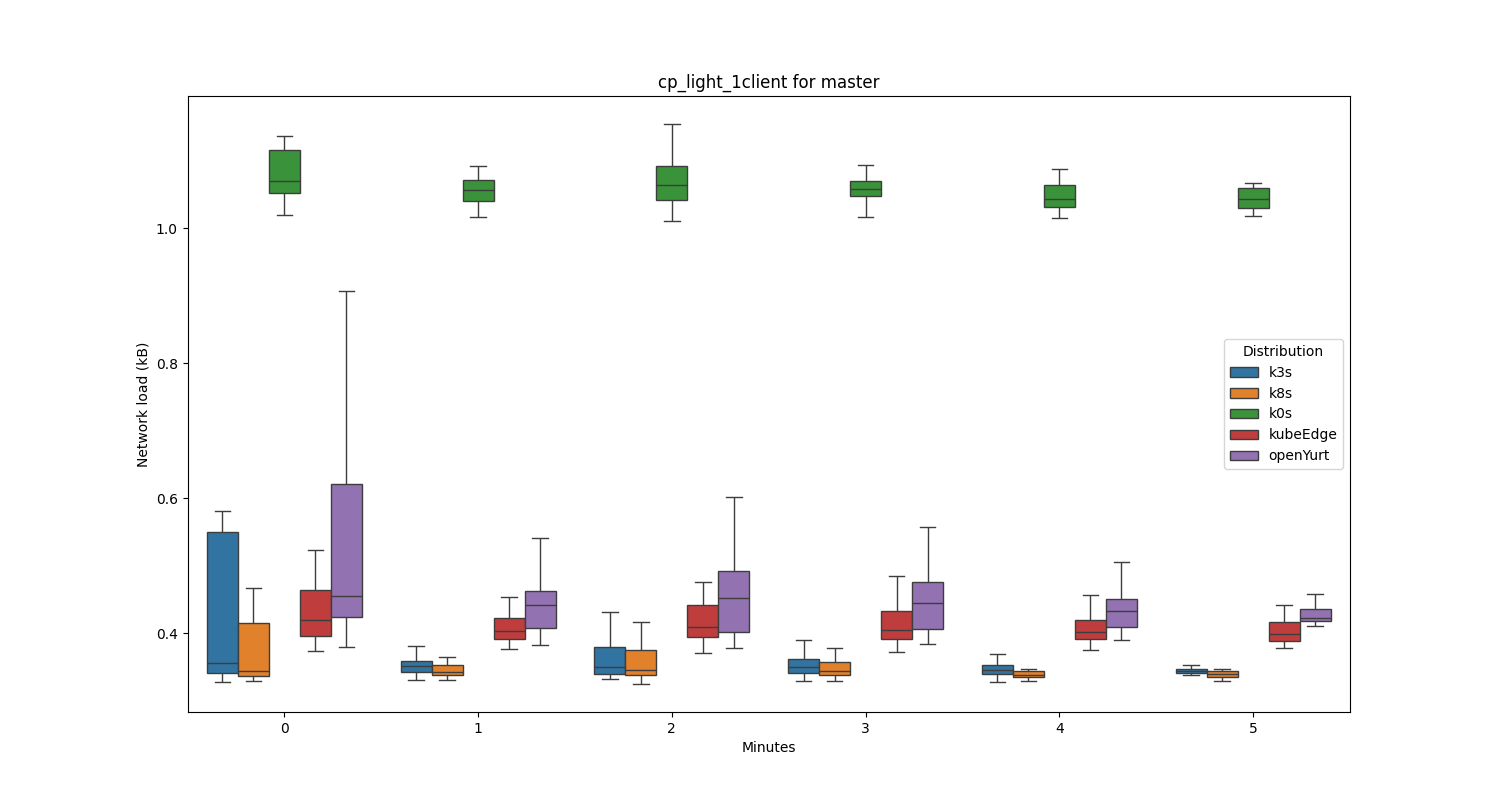 cp_light_1client for master
Network load (kB)
1.0
0.8
0.6
0.4
0 1 2 3 4 5
Minutes
Distribution
k3s
k8s
k0s
kubeEdge
openYurt